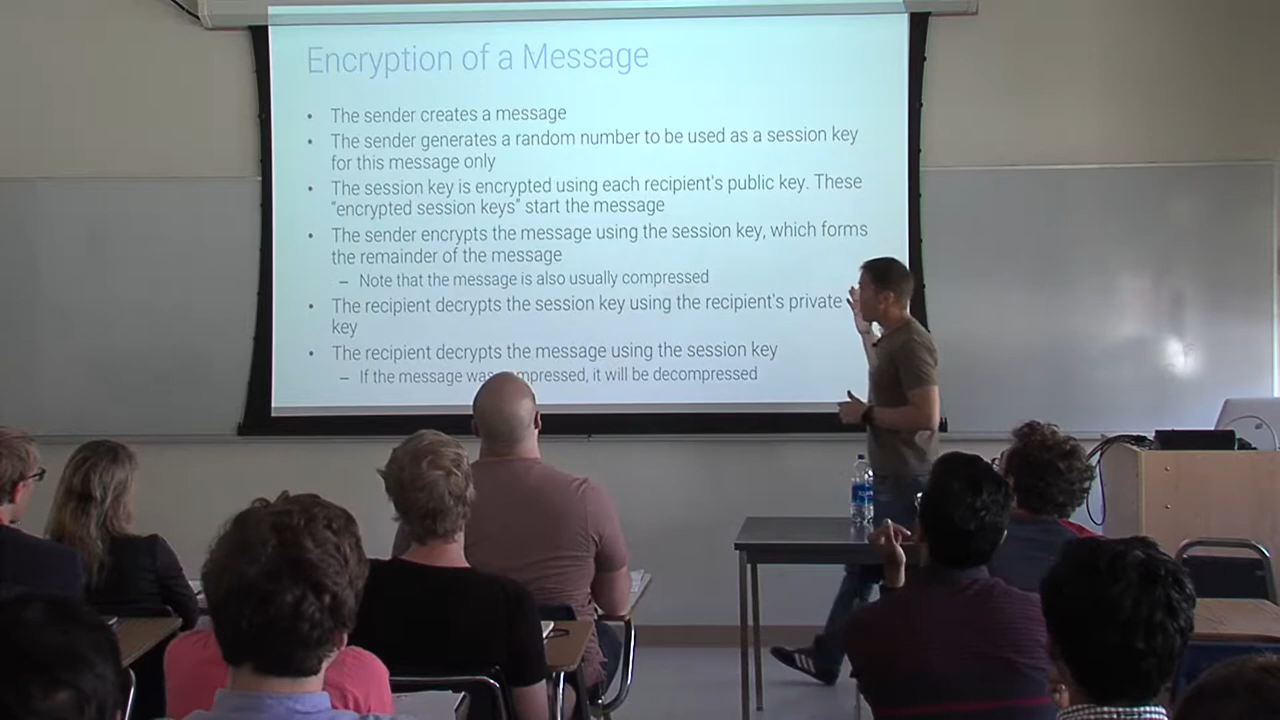 Encryption of a Message
• The sender creates a message
• The sender generates a random number to be used as a session key
for this message only
• The session key is encrypted using each recipient's public key. These
"encrypted session keys" start the message
• The sender encrypts the message using the session key, which forms
the remainder of the message
– Note that the message is also usually compressed
• The recipient decrypts the session key using the recipient's private
key
• The recipient decrypts the message using the session key
– If the message was mpressed, it will be decompressed